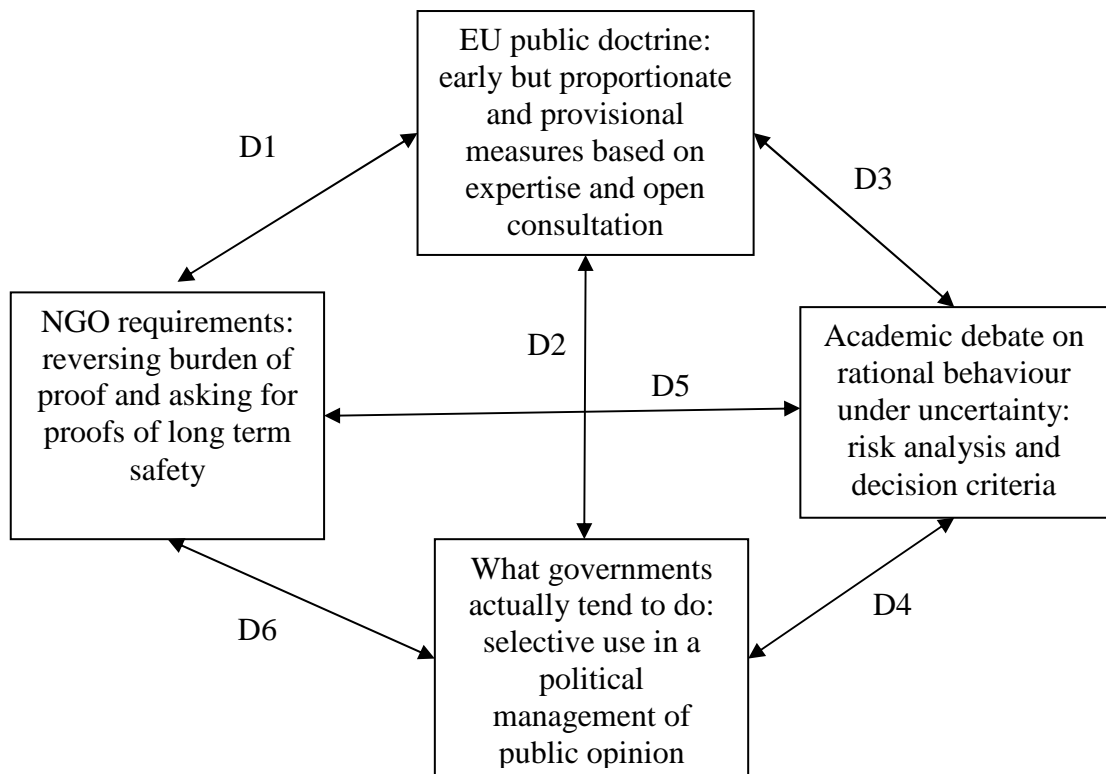 EU public doctrine:
early but proportionate
and provisional
measures based on
expertise and open
consultation
D1
D3
NGO requirements:
reversing burden of
proof and asking for
proofs of long term
safety
D2
D5
Academic debate on
rational behaviour
under uncertainty:
risk analysis and
decision criteria
What governments
actually tend to do:
selective use in a
political
management of
public opinion
D6
D4